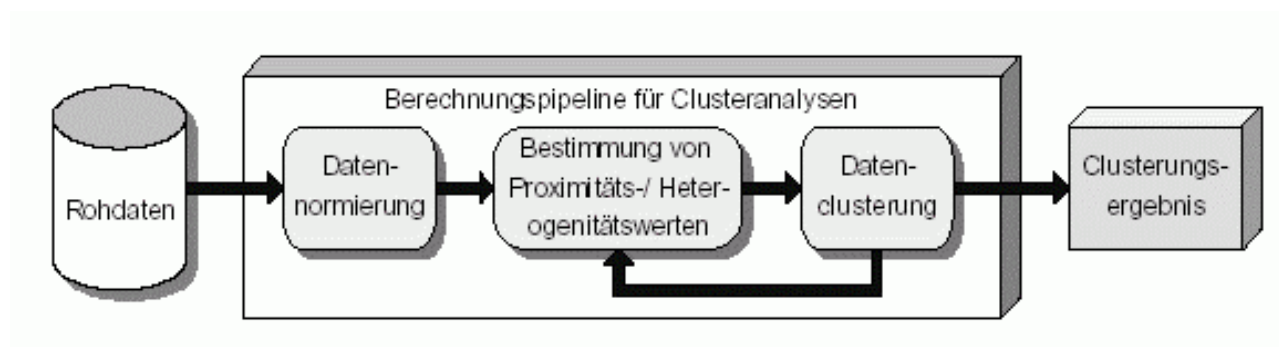 Berechnungspipeline für Clusteranalysen
Rohdaten
Daten-
normierung
Bestimmung von
Proximitäts-/ Heter-
ogenitätswerten
Daten-
clusterung
Clusterungs-
ergebnis